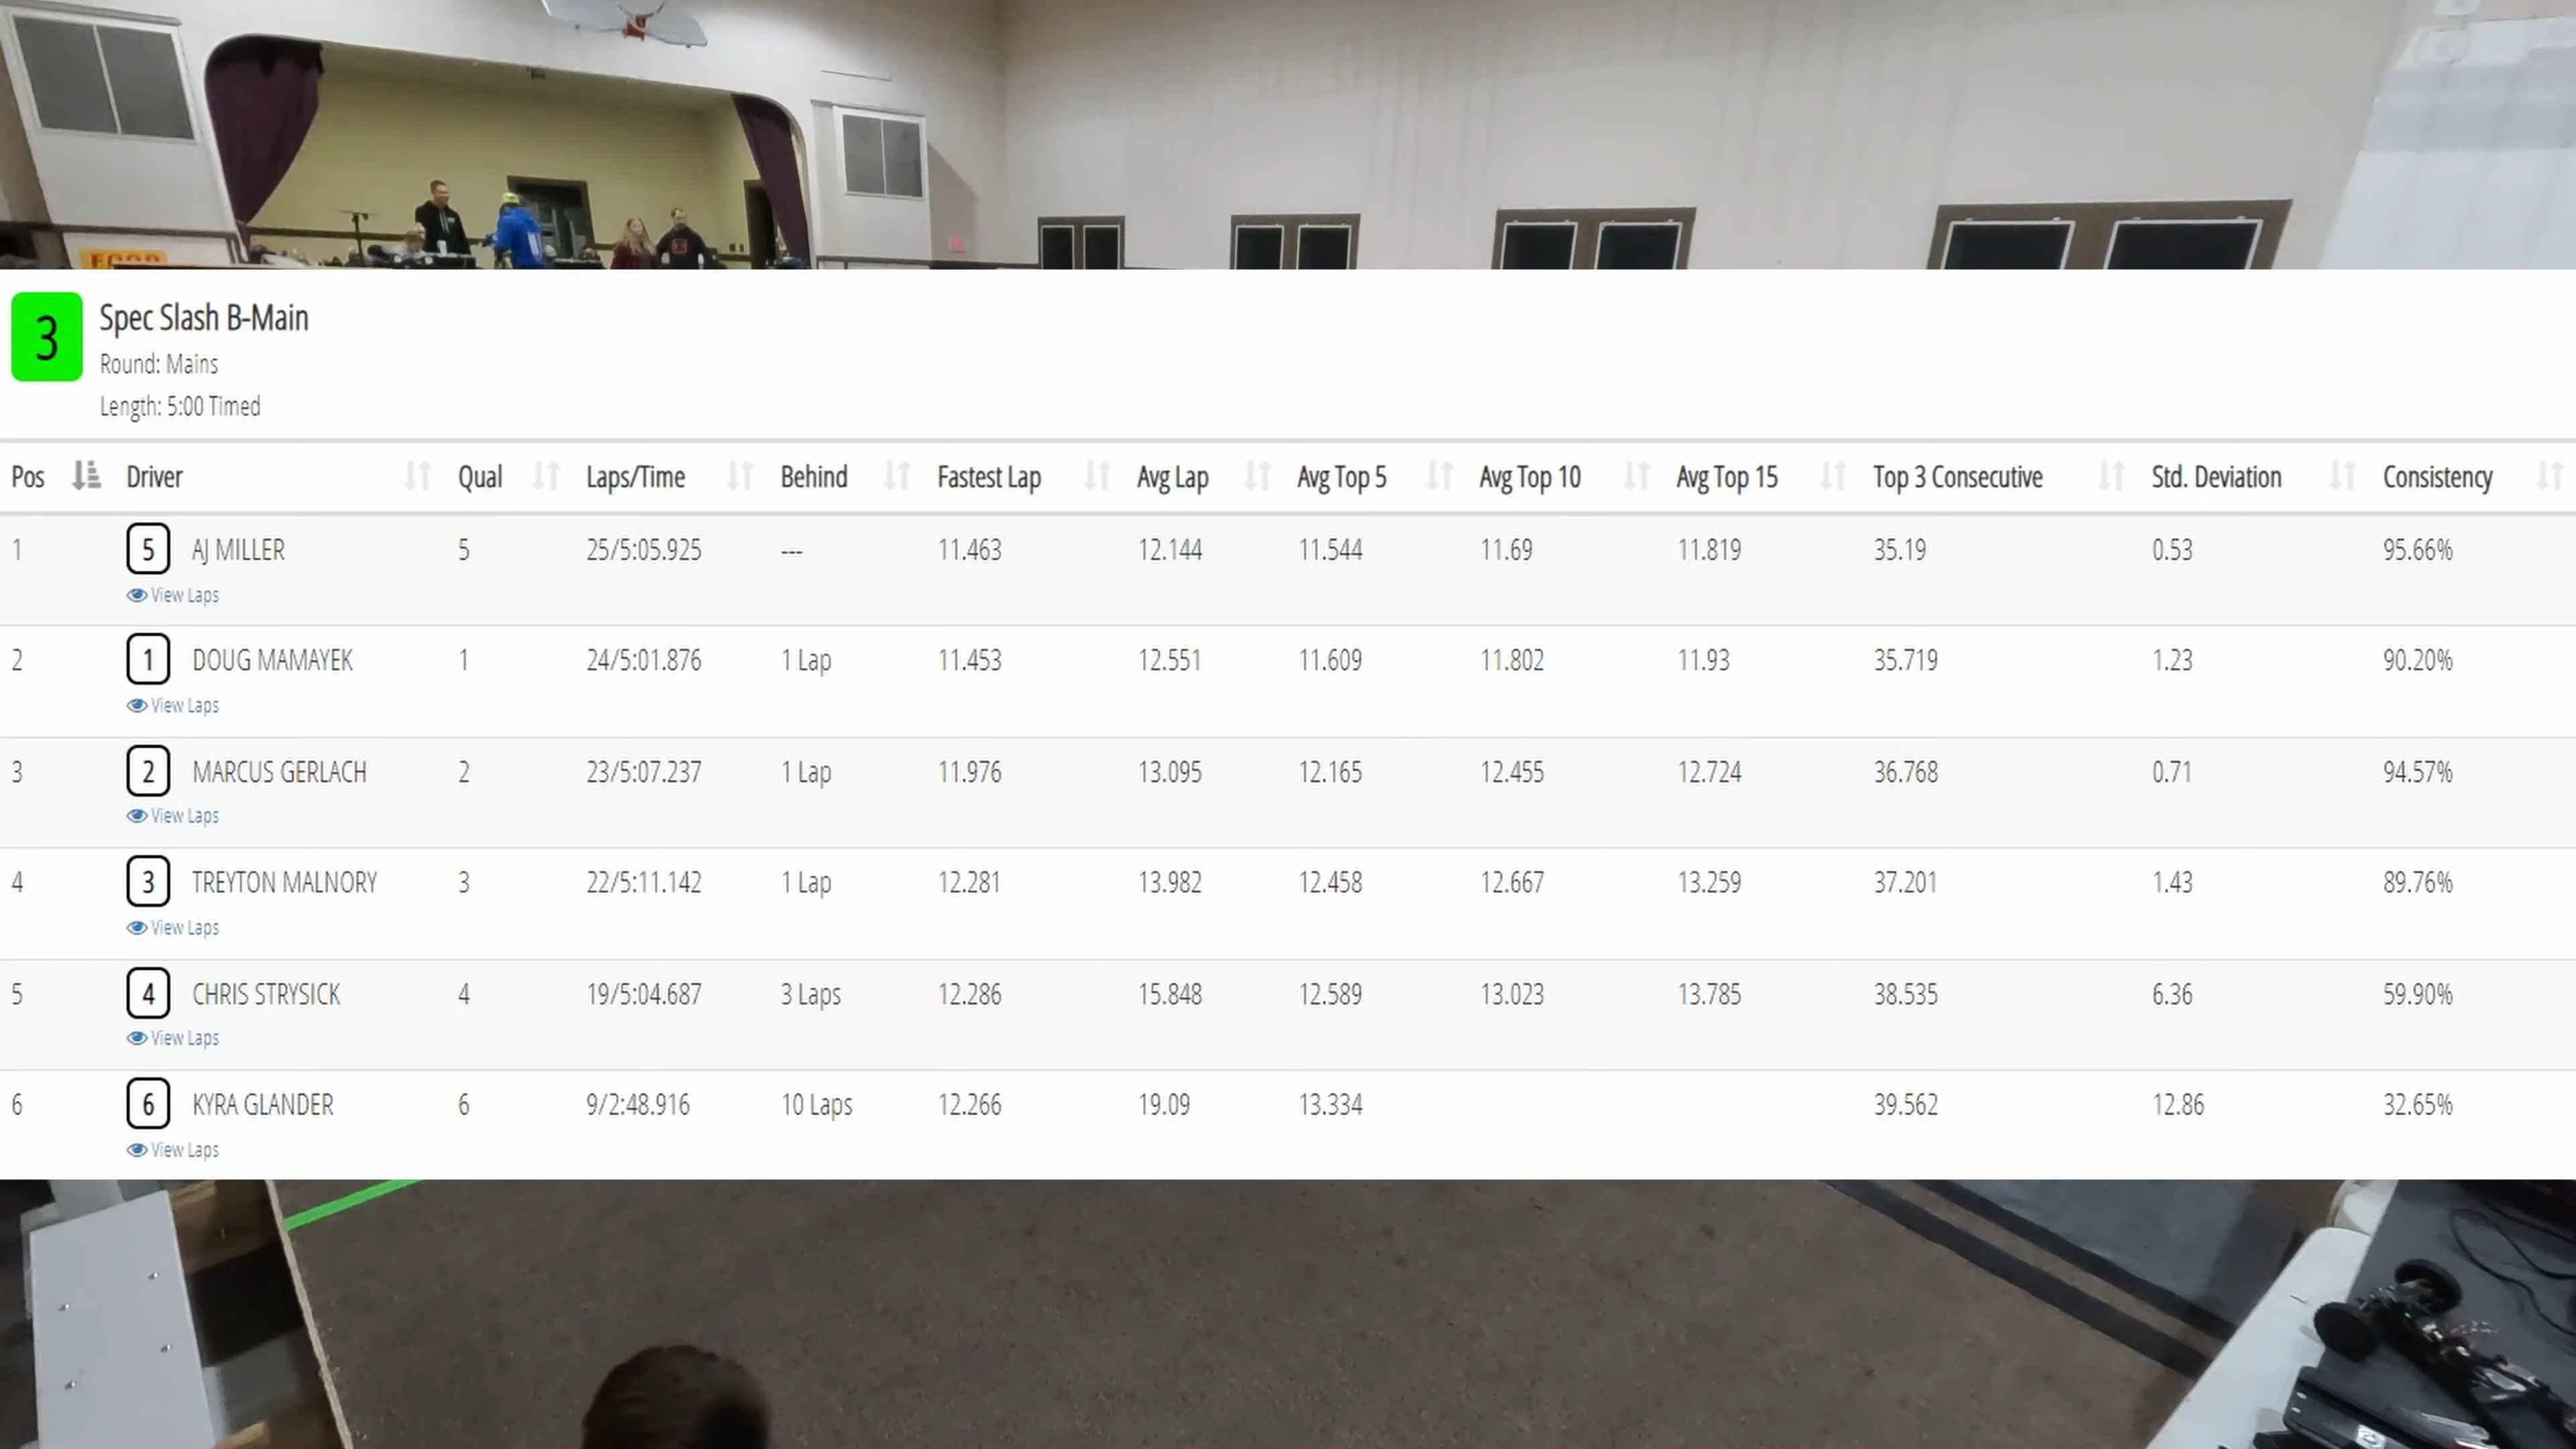 FOOD
3
Spec Slash B-Main
Round: Mains
Length: 5:00 Timed
Pos Driver Qual Laps/Time Behind Fastest Lap Avg Lap Avg Top 5 Avg Top 10 Avg Top 15 Top 3 Consecutive Std. Deviation Consistency
1 5 AJ MILLER 5 25/5:05.925 --- 11.463 12.144 11.544 11.69 11.819 35.19 0.53 95.66%
View Laps
2 1 DOUG MAMAYEK 1 24/5:01.876 1 Lap 11.453 12.551 11.609 11.802 11.93 35.719 1.23 90.20%
View Laps
3 2 MARCUS GERLACH 2 23/5:07.237 1 Lap 11.976 13.095 12.165 12.455 12.724 36.768 0.71 94.57%
View Laps
4 3 TREYTON MALNORY 3 22/5:11.142 1 Lap 12.281 13.982 12.458 12.667 13.259 37.201 1.43 89.76%
View Laps
5 4 CHRIS STRYSICK 4 19/5:04.687 3 Laps 12.286 15.848 12.589 13.023 13.785 38.535 6.36 59.90%
View Laps
6 6 KYRA GLANDER 6 9/2:48.916 10 Laps 12.266 19.09 13.334 39.562 12.86 32.65%
View Laps